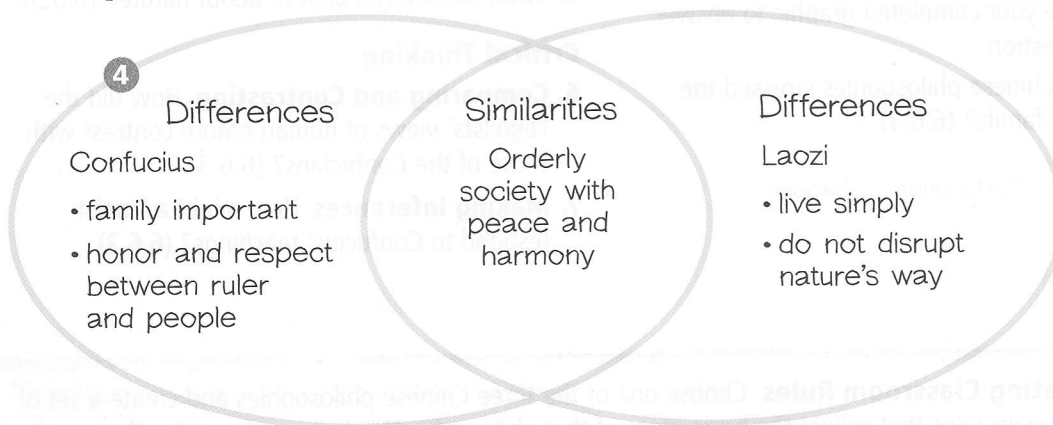 4
Differences
Confucius
• family important
• honor and respect
between ruler
and people
Similarities
Orderly
society with
peace and
harmony
Differences
Laozi
• live simply
• do not disrupt
nature's way